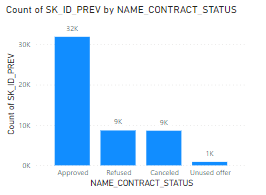 Count of SK_ID_PREV by NAME_CONTRACT_STATUS
32K
30K
20K
10K
0K
9K
9K
1K
Count of SK_ID_PREV
Approved
Refused
Canceled
Unused offer
NAME_CONTRACT_STATUS